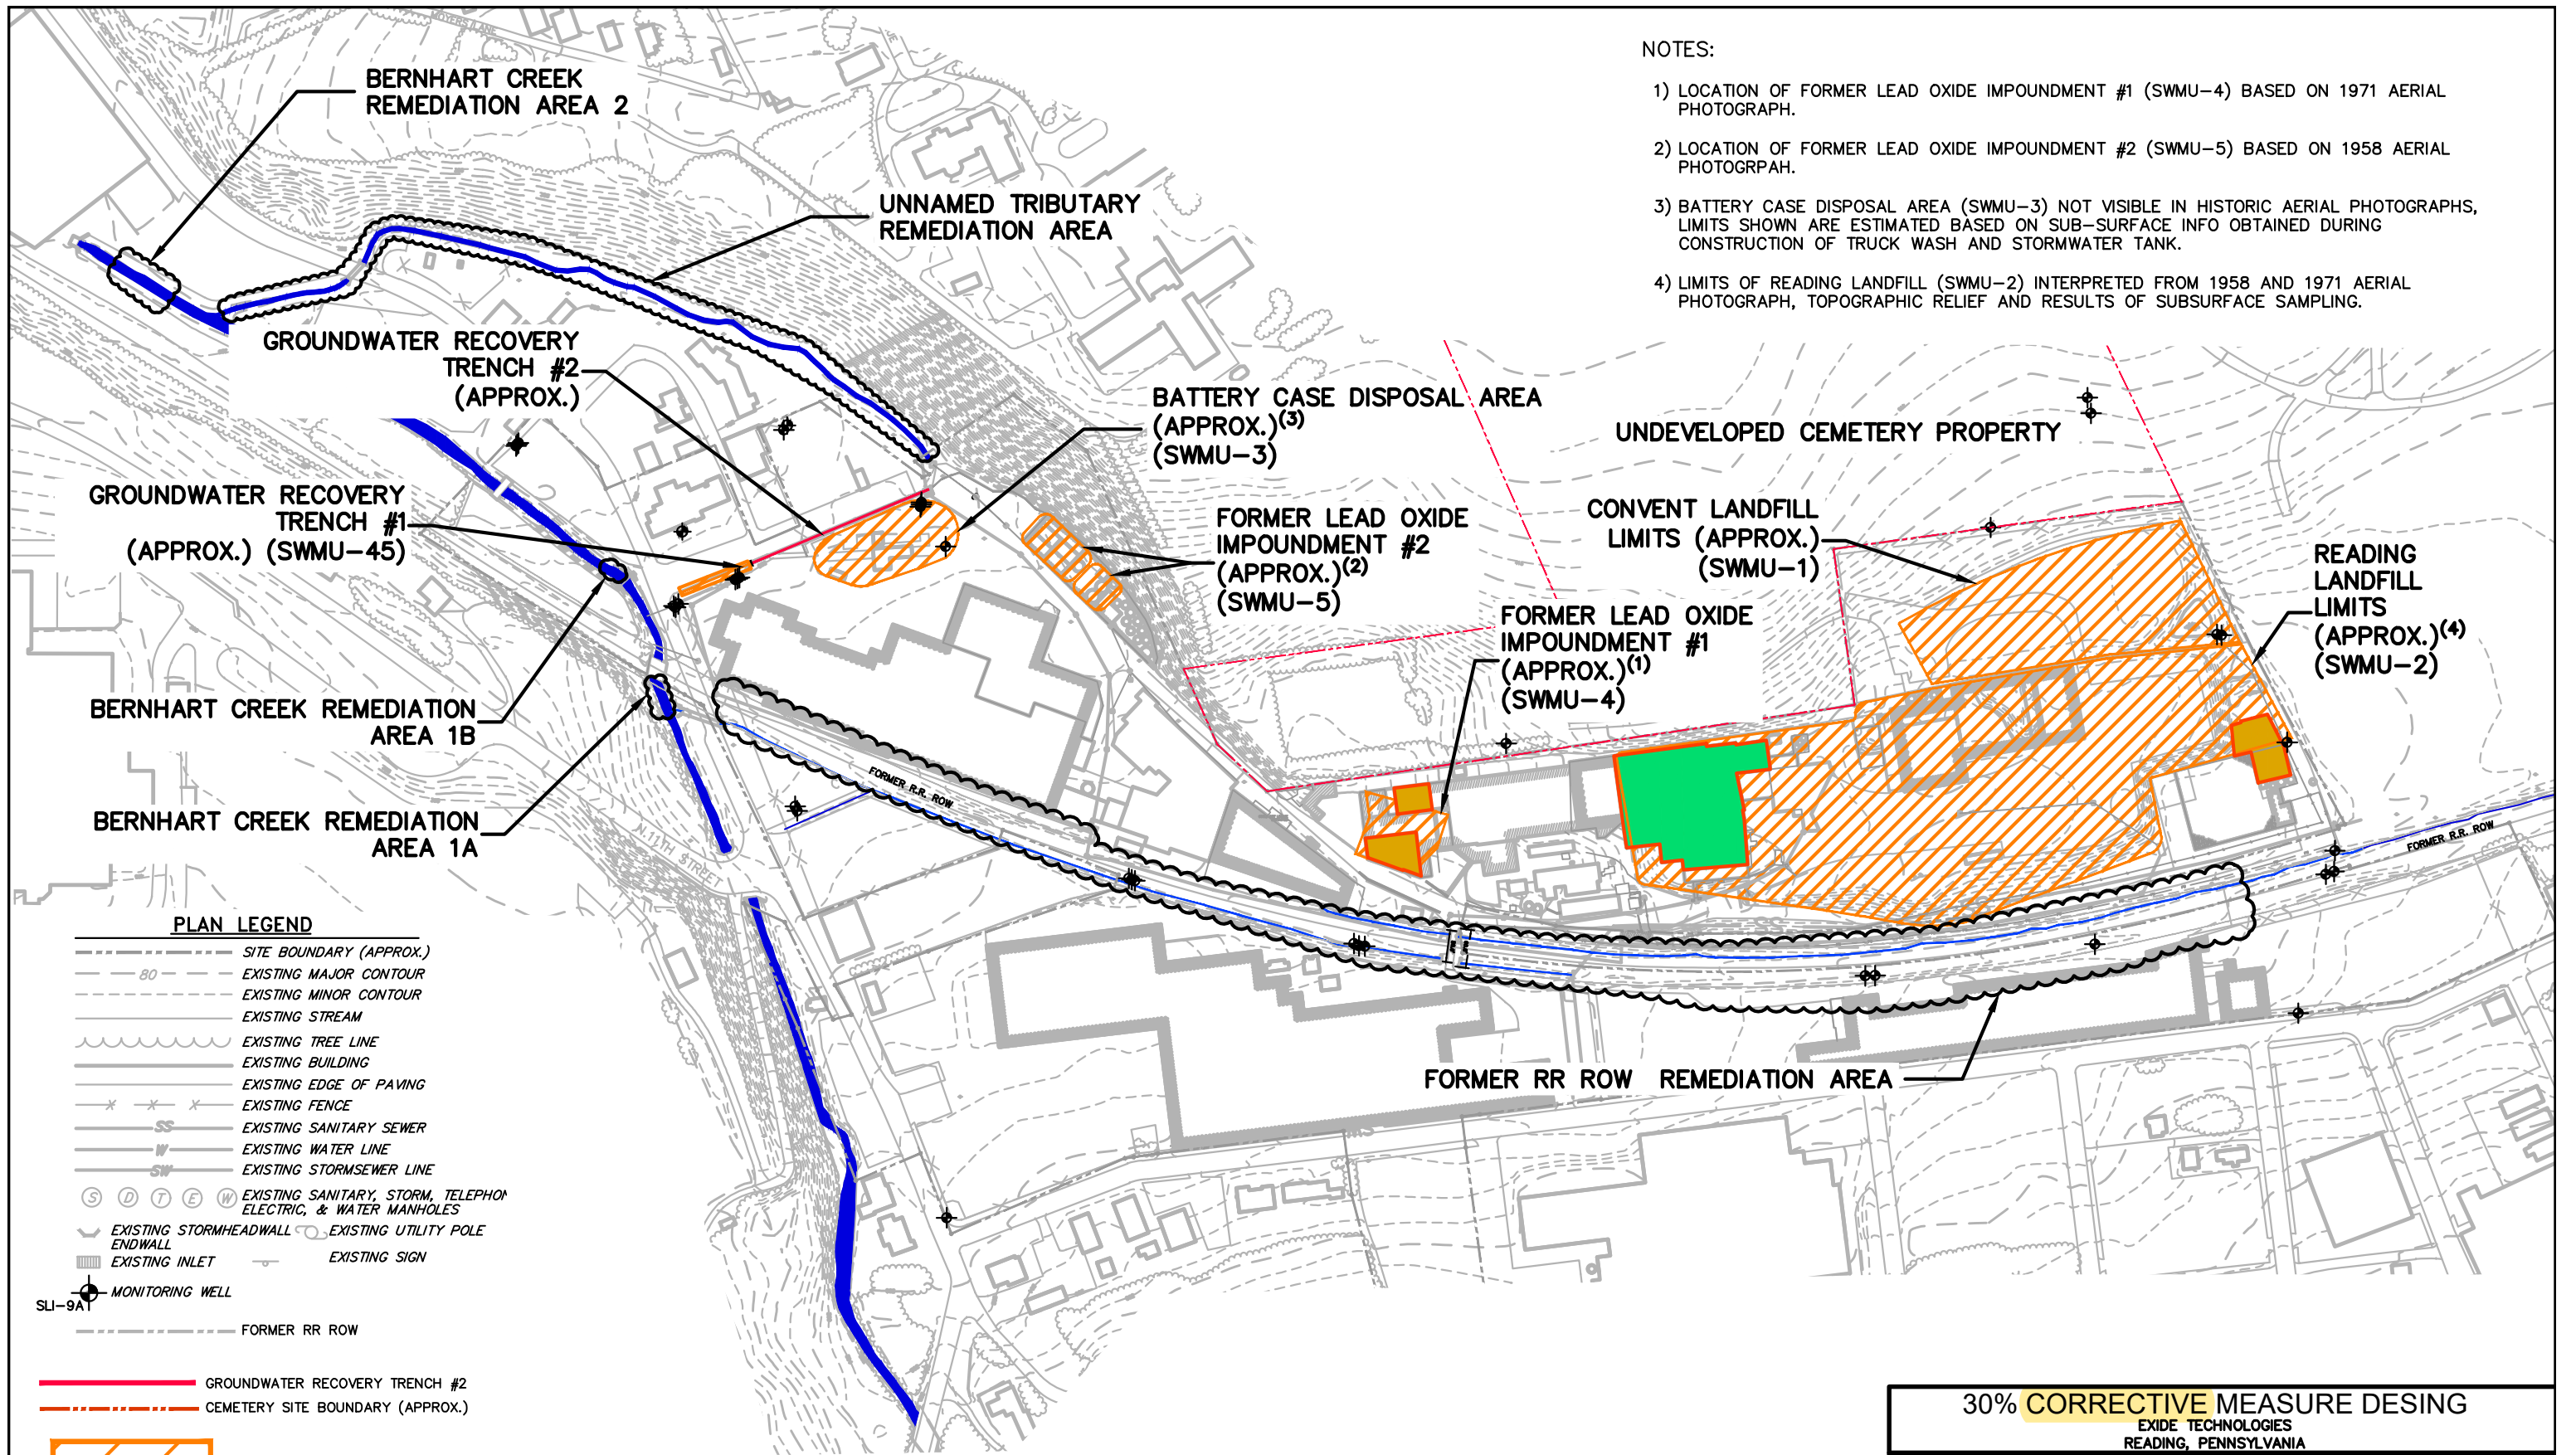 MOYERS LANE
BERNHART CREEK
REMEDIATION AREA 2
UNNAMED TRIBUTARY
REMEDIATION AREA
NOTES:
1) LOCATION OF FORMER LEAD OXIDE IMPOUNDMENT #1 (SWMU-4) BASED ON 1971 AERIAL
PHOTOGRAPH.
2) LOCATION OF FORMER LEAD OXIDE IMPOUNDMENT #2 (SWMU-5) BASED ON 1958 AERIAL
PHOTOGRPAH.
3) BATTERY CASE DISPOSAL AREA (SWMU-3) NOT VISIBLE IN HISTORIC AERIAL PHOTOGRAPHS,
LIMITS SHOWN ARE ESTIMATED BASED ON SUB-SURFACE INFO OBTAINED DURING
CONSTRUCTION OF TRUCK WASH AND STORMWATER TANK.
4) LIMITS OF READING LANDFILL (SWMU-2) INTERPRETED FROM 1958 AND 1971 AERIAL
PHOTOGRAPH, TOPOGRAPHIC RELIEF AND RESULTS OF SUBSURFACE SAMPLING.
GROUNDWATER RECOVERY
TRENCH #2
(APPROX.)
BATTERY CASE DISPOSAL AREA
(APPROX.)(3)
(SWMU-3)
UNDEVELOPED CEMETERY PROPERTY
GROUNDWATER RECOVERY
TRENCH #1
(APPROX.) (SWMU-45)
FORMER LEAD OXIDE
IMPOUNDMENT #2
(APPROX.)(2)
(SWMU-5)
CONVENT LANDFILL
LIMITS (APPROX.)
(SWMU-1)
READING
LANDFILL
LIMITS
(APPROX.)(4)
(SWMU-2)
FORMER LEAD OXIDE
IMPOUNDMENT #1
(APPROX.)(1)
(SWMU-4)
BERNHART CREEK REMEDIATION
AREA 1B
BERNHART CREEK REMEDIATION
AREA 1A
FORMER R.R. ROW
N 11TH STREET
FORMER R.R. ROW
FORMER RR ROW REMEDIATION AREA
PLAN LEGEND
SITE BOUNDARY (APPROX.)
80 EXISTING MAJOR CONTOUR
EXISTING MINOR CONTOUR
EXISTING STREAM
EXISTING TREE LINE
EXISTING BUILDING
EXISTING EDGE OF PAVING
X X X EXISTING FENCE
SS EXISTING SANITARY SEWER
W EXISTING WATER LINE
SW EXISTING STORMSEWER LINE
S D T E W EXISTING SANITARY, STORM, TELEPHON
ELECTRIC, & WATER MANHOLES
EXISTING STORMHEADWALL EXISTING UTILITY POLE
ENDWALL
EXISTING INLET EXISTING SIGN
MONITORING WELL
SLI-9A
FORMER RR ROW
GROUNDWATER RECOVERY TRENCH #2
CEMETERY SITE BOUNDARY (APPROX.)
30% CORRECTIVE MEASURE DESING
EXIDE TECHNOLOGIES
READING, PENNSYLVANIA